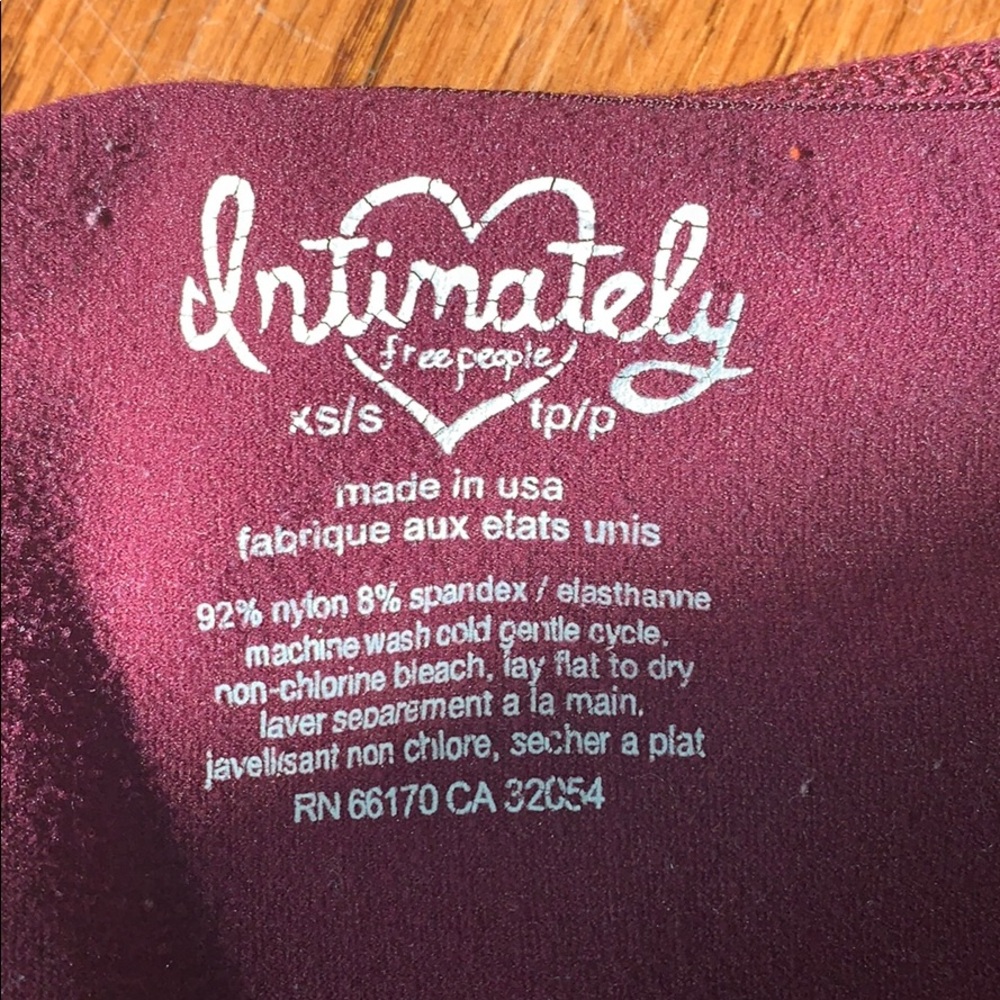 Intimately
free people
xs/s tp/p
made in usa
fabrique aux etats unis
92% nylon 8% spandex / elasthanne
machine wash cold gentle cycle,
non-chlorine bleach, lay flat to dry
laver separement a la main,
javellisant non chlore, secher a plat
RN 66170 CA 32054